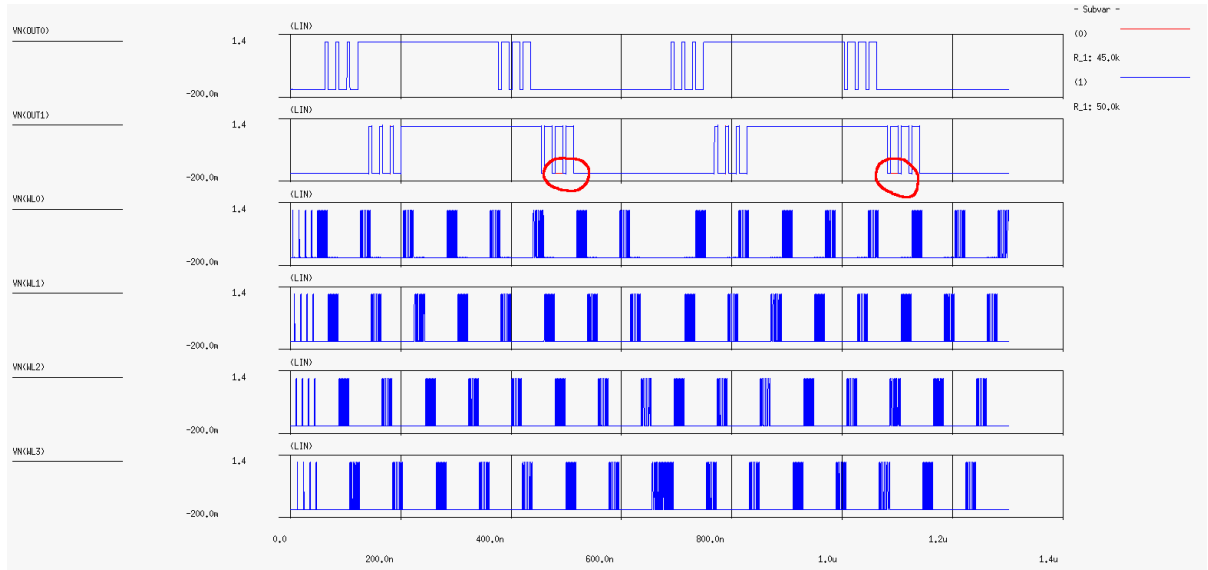 - Subvar -
(0)
R_1: 45.0k
(1)
R_1: 50.0k
VN(OUT0)
(LIN)
1.4
-200.0m
VN(OUT1)
(LIN)
1.4
-200.0m
VN(WL0)
(LIN)
1.4
-200.0m
VN(WL1)
(LIN)
1.4
-200.0m
VN(WL2)
(LIN)
1.4
-200.0m
VN(WL3)
(LIN)
1.4
-200.0m
0.0 400.0n 800.0n 1.2u
200.0n 600.0n 1.0u 1.4u